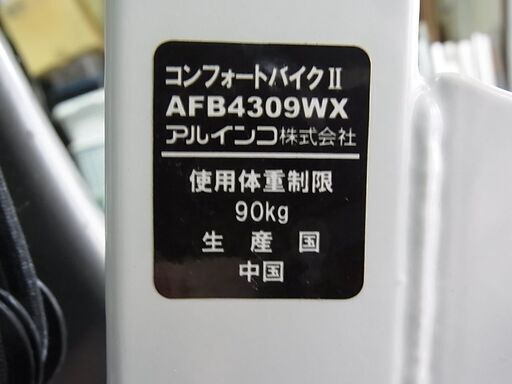 コンフォートバイクⅡ
AFB4309WX
アルインコ株式会社
使用体重制限
90kg
生産国
中国